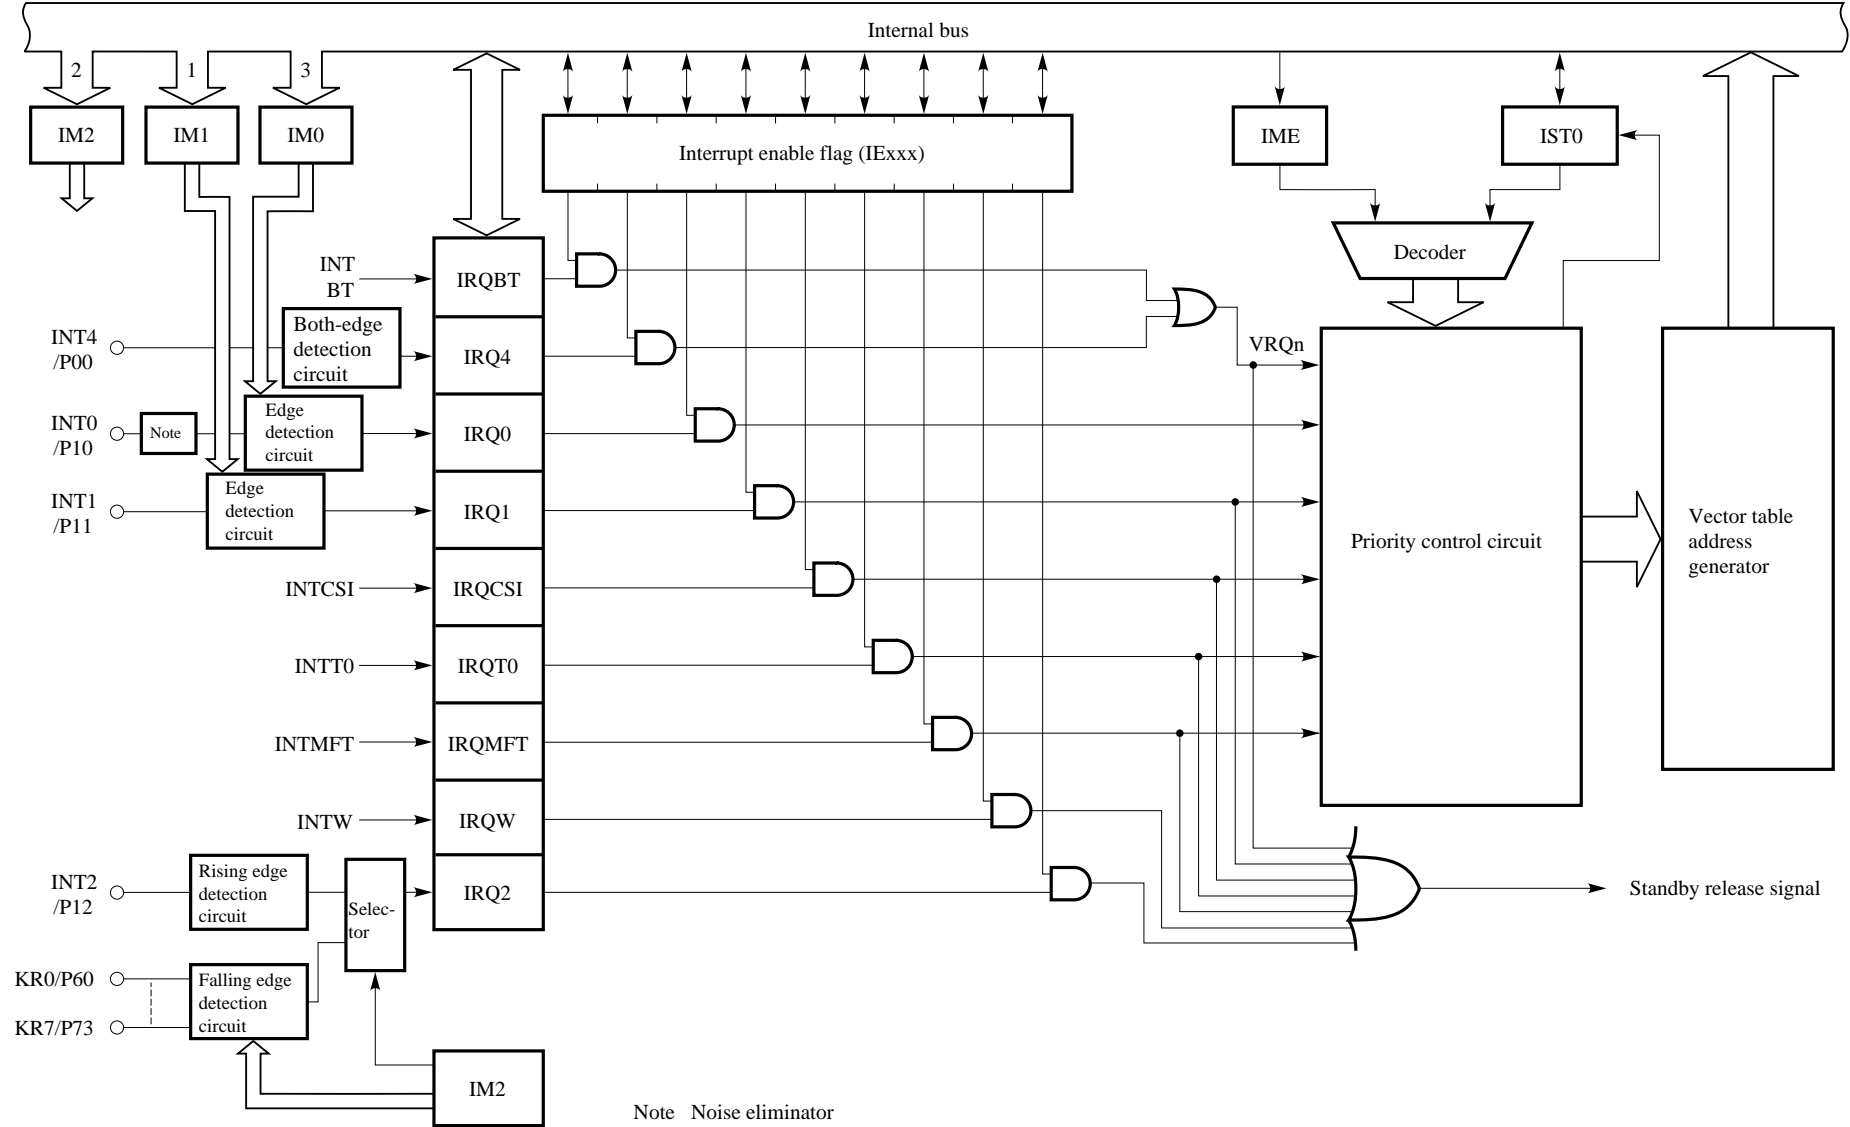 Internal bus
2
1
3
IM2
IM1
IM0
Interrupt enable flag (IExxx)
IME
IST0
Decoder
INT
BT
IRQBT
INT4
/P00
Both-edge
detection
circuit
IRQ4
VRQn
INT0
/P10
Note
Edge
detection
circuit
IRQ0
INT1
/P11
Edge
detection
circuit
IRQ1
Priority control circuit
Vector table
address
generator
INTCSI
IRQCSI
INTT0
IRQT0
INTMFT
IRQMFT
INTW
IRQW
INT2
/P12
Rising edge
detection
circuit
Selec-
tor
IRQ2
Standby release signal
KR0/P60
KR7/P73
Falling edge
detection
circuit
IM2
Note Noise eliminator